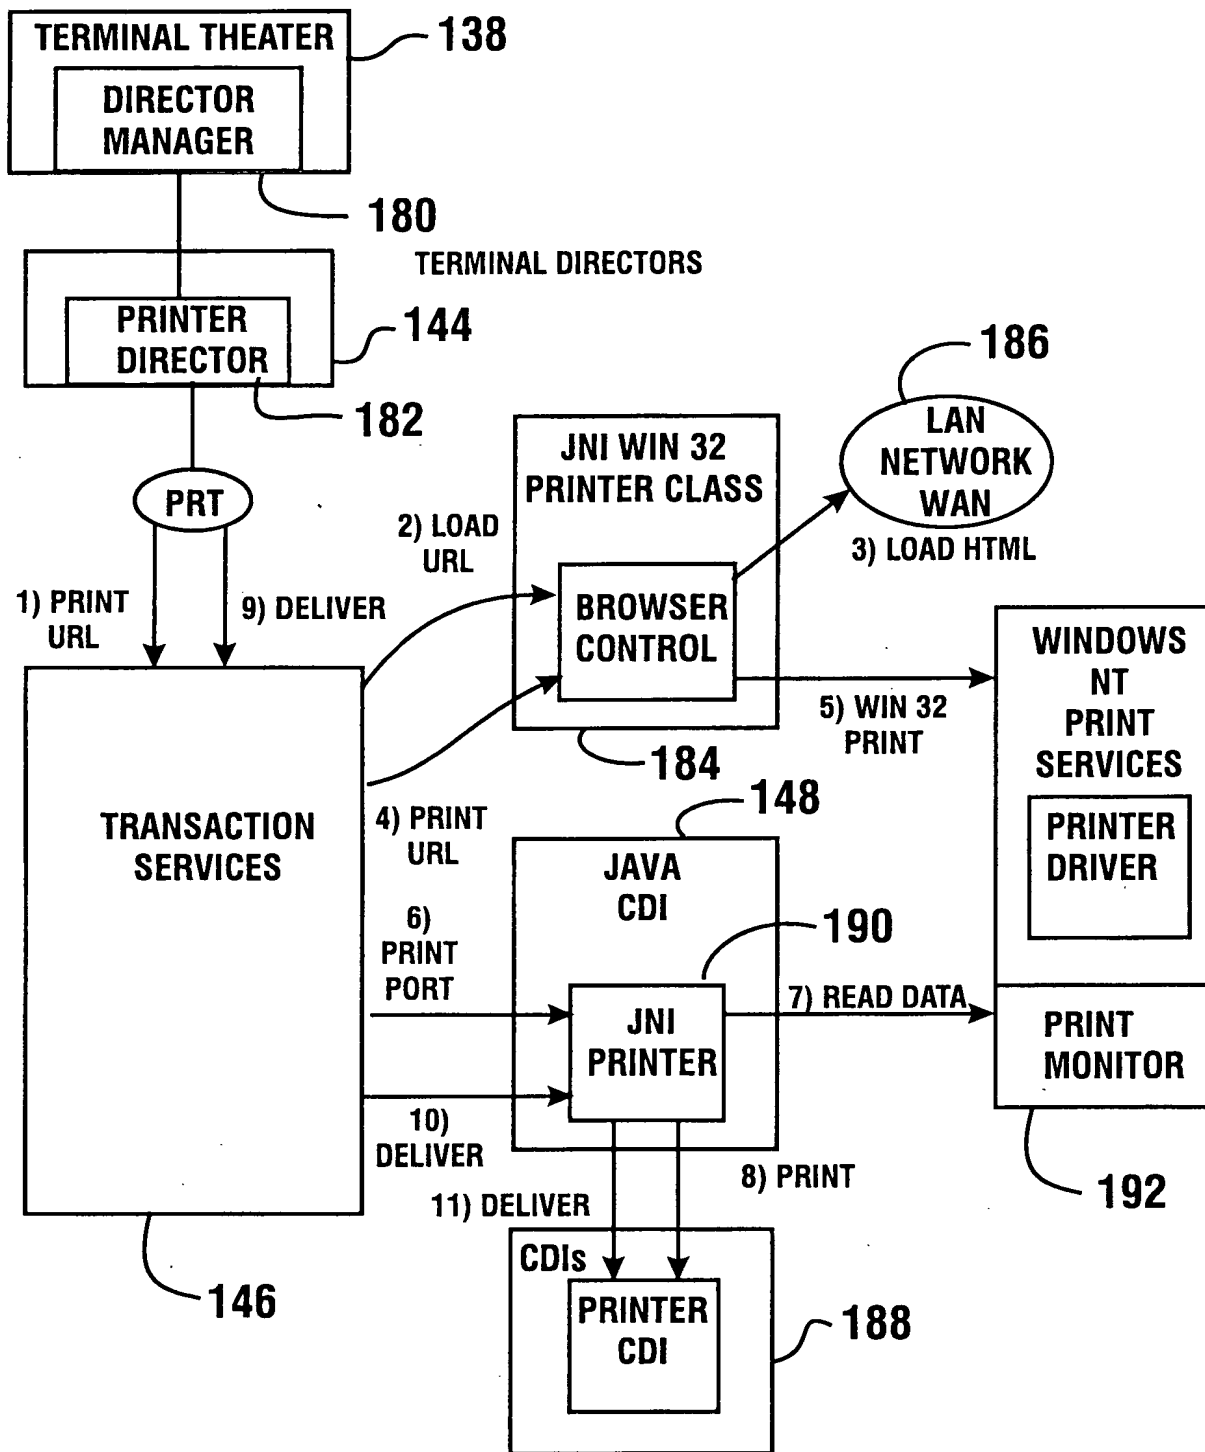 TERMINAL THEATER
138
DIRECTOR
MANAGER
180
TERMINAL DIRECTORS
PRINTER
DIRECTOR
144
182
PRT
1) PRINT
URL
9) DELIVER
2) LOAD
URL
JNI WIN 32
PRINTER CLASS
BROWSER
CONTROL
184
186
LAN
NETWORK
WAN
3) LOAD HTML
5) WIN 32
PRINT
WINDOWS
NT
PRINT
SERVICES
PRINTER
DRIVER
PRINT
MONITOR
192
TRANSACTION
SERVICES
146
4) PRINT
URL
6)
PRINT
PORT
10)
DELIVER
148
JAVA
CDI
190
JNI
PRINTER
7) READ DATA
8) PRINT
11) DELIVER
CDIs
PRINTER
CDI
188